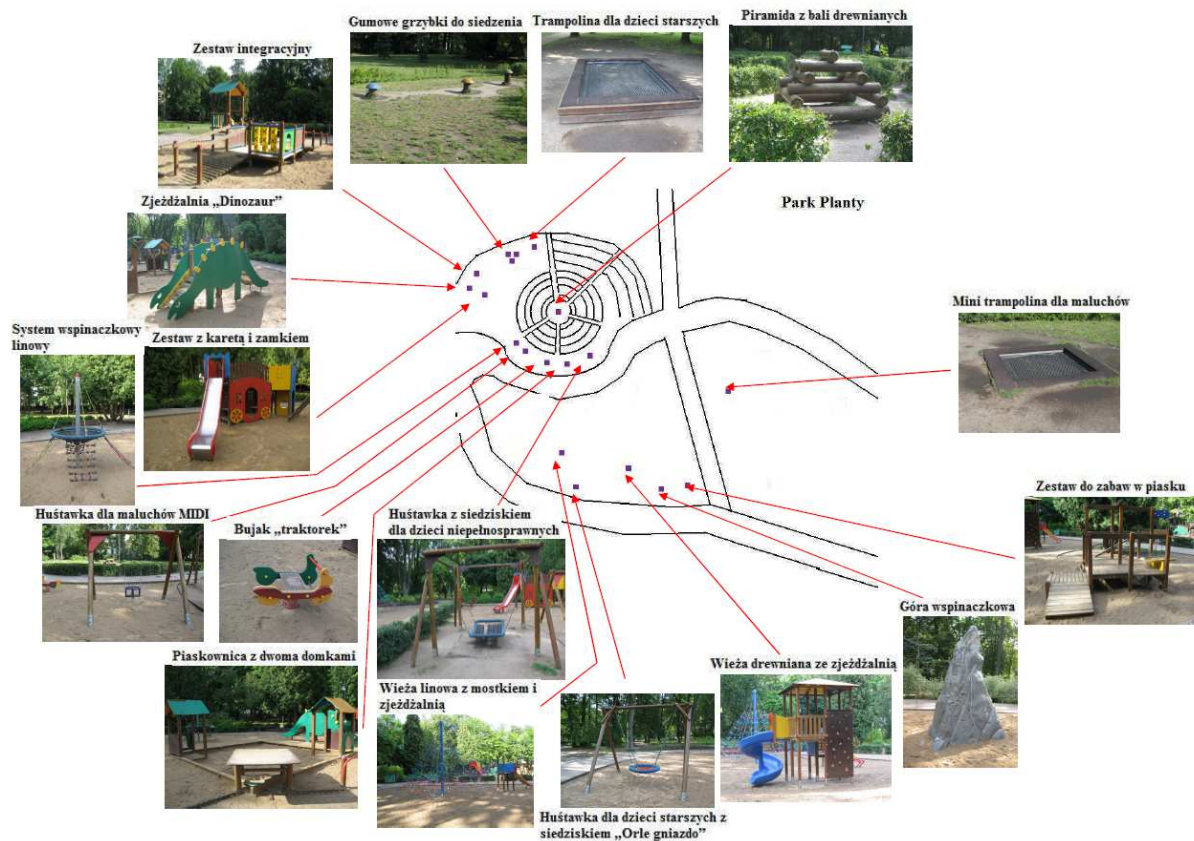 Gumowe grzybki do siedzenia
Trampolina dla dzieci starszych
Piramida z bali drewnianych
Zestaw integracyjny
Zjeżdżalnia „Dinozaur”
Park Planty
Mini trampolina dla maluchów
System wspinaczkowy
linowy
Zestaw z karetą i zamkiem
Zestaw do zabaw w piasku
Huśtawka dla maluchów MIDI
Bujak „traktorek”
Huśtawka z siedziskiem
dla dzieci niepełnosprawnych
Góra wspinaczkowa
Piaskownica z dwoma domkami
Wieża linowa z mostkiem i
zjeżdżalnią
Wieża drewniana ze zjeżdżalnią
Huśtawka dla dzieci starszych z
siedziskiem „Orle gniazdo”